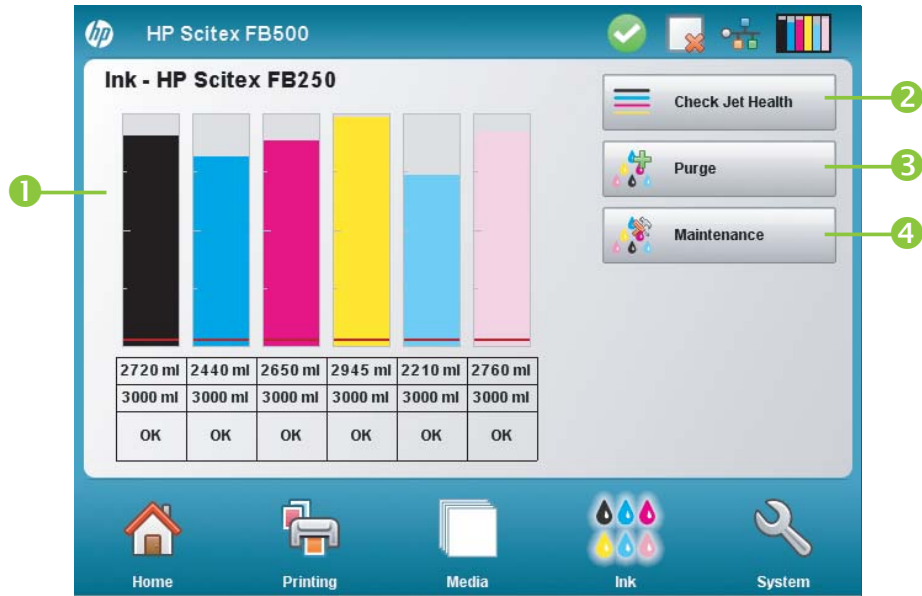 hp HP Scitex FB500
Ink - HP Scitex FB250
1
Check Jet Health 2
Purge 3
Maintenance 4
2720 ml 2440 ml 2650 ml 2945 ml 2210 ml 2760 ml
3000 ml 3000 ml 3000 ml 3000 ml 3000 ml 3000 ml
OK OK OK OK OK OK
Home Printing Media Ink System